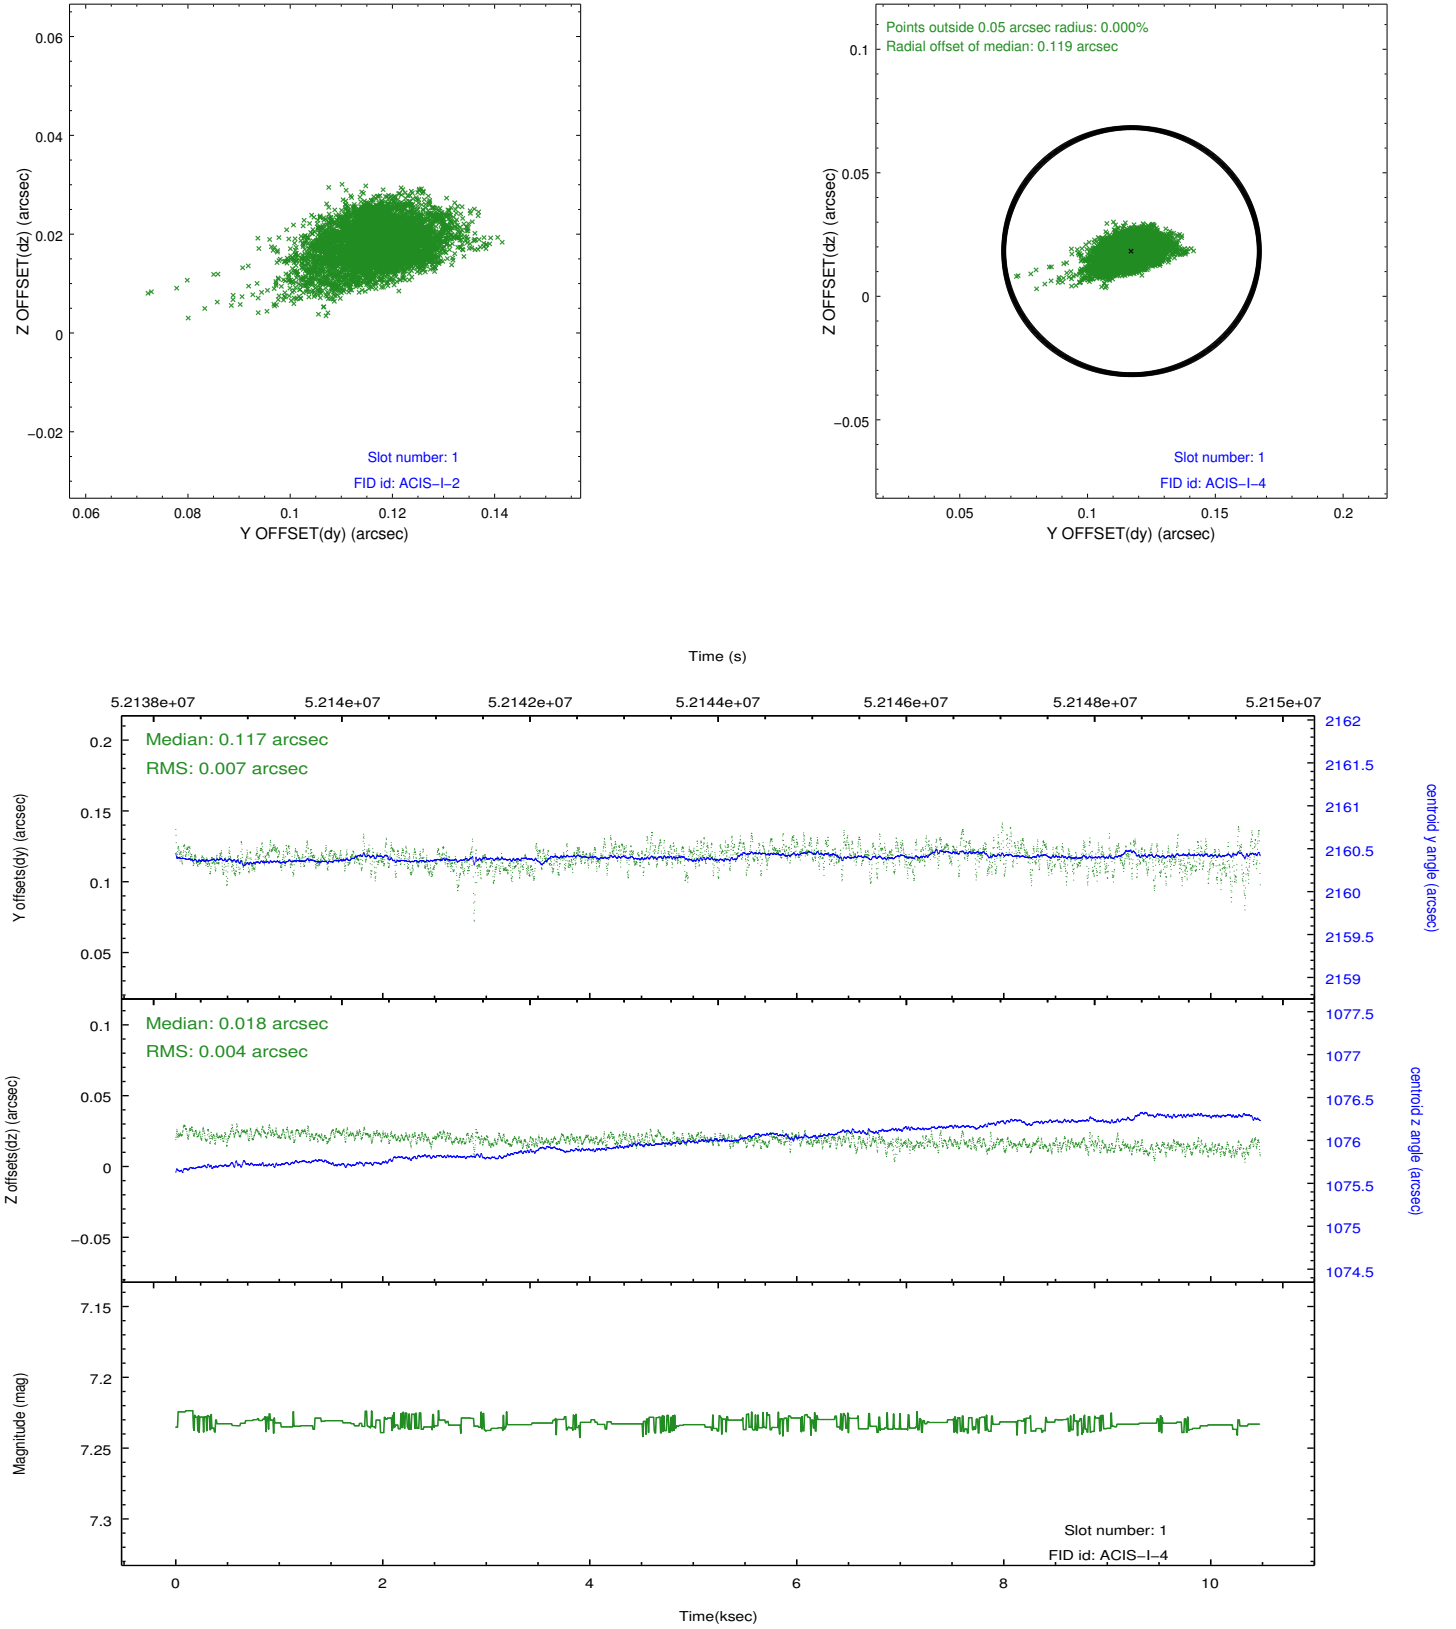 0.06
0.04
0.02
0
−0.02
Z OFFSET(dz) (arcsec)
Slot number: 1
FID id: ACIS−I−2
0.06
0.08
0.1
0.12
0.14
Y OFFSET(dy) (arcsec)
Points outside 0.05 arcsec radius: 0.000%
Radial offset of median: 0.119 arcsec
0.1
0.05
0
−0.05
Z OFFSET(dz) (arcsec)
Slot number: 1
FID id: ACIS−I−4
0.05
0.1
0.15
0.2
Y OFFSET(dy) (arcsec)
Time (s)
5.2138e+07
5.214e+07
5.2142e+07
5.2144e+07
5.2146e+07
5.2148e+07
5.215e+07
Median: 0.117 arcsec
RMS: 0.007 arcsec
0.2
0.15
0.1
0.05
Y offsets(dy) (arcsec)
2162
2161.5
2161
2160.5
2160
2159.5
2159
centroid y angle (arcsec)
Median: 0.018 arcsec
RMS: 0.004 arcsec
0.1
0.05
0
−0.05
Z offsets(dz) (arcsec)
1077.5
1077
1076.5
1076
1075.5
1075
1074.5
centroid z angle (arcsec)
7.15
7.2
7.25
7.3
Magnitude (mag)
Slot number: 1
FID id: ACIS−I−4
0
2
4
6
8
10
Time(ksec)